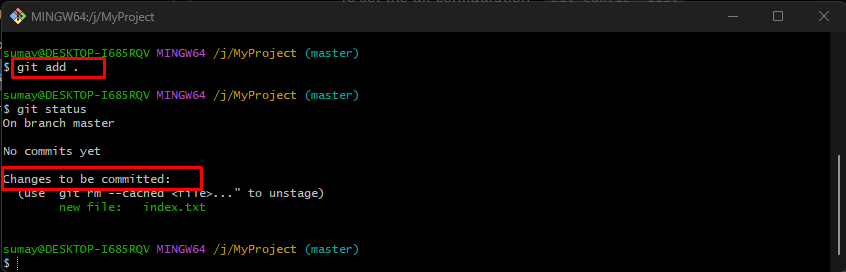 MINGW64:/j/MyProject
sumay@DESKTOP-I685RQV MINGW64 /j/MyProject (master)
$ git add .
sumay@DESKTOP-I685RQV MINGW64 /j/MyProject (master)
$ git status
On branch master
No commits yet
Changes to be committed:
(use "git rm --cached <file>..." to unstage)
new file: index.txt
sumay@DESKTOP-I685RQV MINGW64 /j/MyProject (master)
$